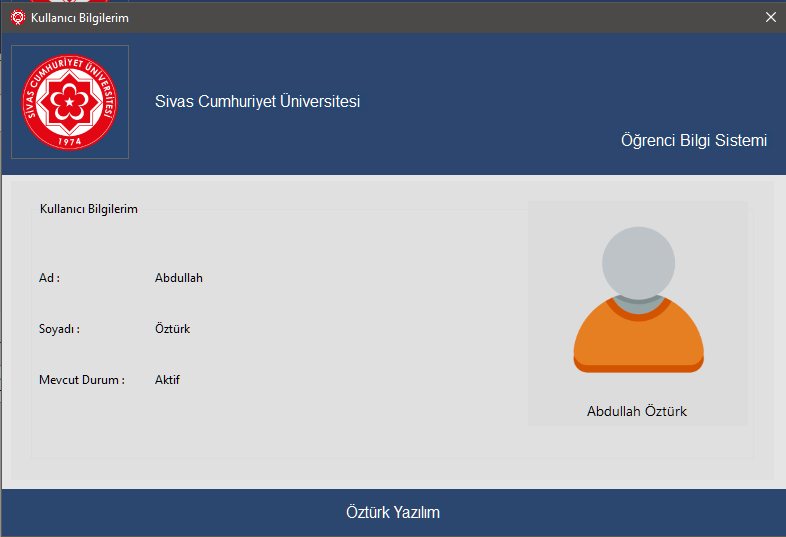 Kullanıcı Bilgilerim
SİVAS CUMHURİYET ÜNİVERSİTESİ
1974
Sivas Cumhuriyet Üniversitesi
Öğrenci Bilgi Sistemi
Kullanıcı Bilgilerim
Ad : Abdullah
Soyadı : Öztürk
Mevcut Durum : Aktif
Abdullah Öztürk
Öztürk Yazılım